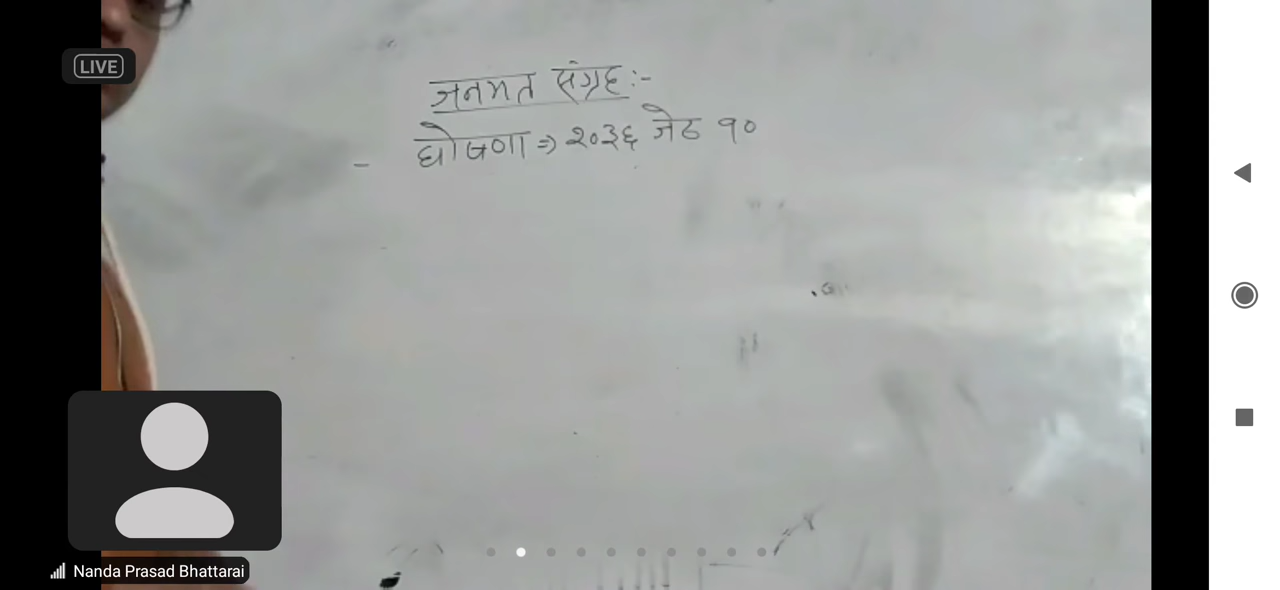 LIVE
जनमत संग्रह :-
- घोषणा ⇒ २०३६ जेठ १०
Nanda Prasad Bhattarai